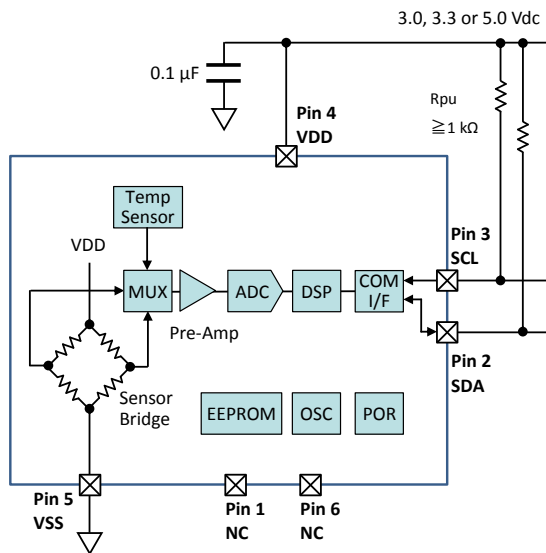 3.0, 3.3 or 5.0 Vdc
0.1 μF
Rpu
≧1 kΩ
Pin 4
VDD
Temp
Sensor
VDD
Pin 3
SCL
MUX
ADC
DSP
COM
I/F
Pre-Amp
Pin 2
SDA
Sensor
Bridge
EEPROM
OSC
POR
Pin 5
VSS
Pin 1
NC
Pin 6
NC